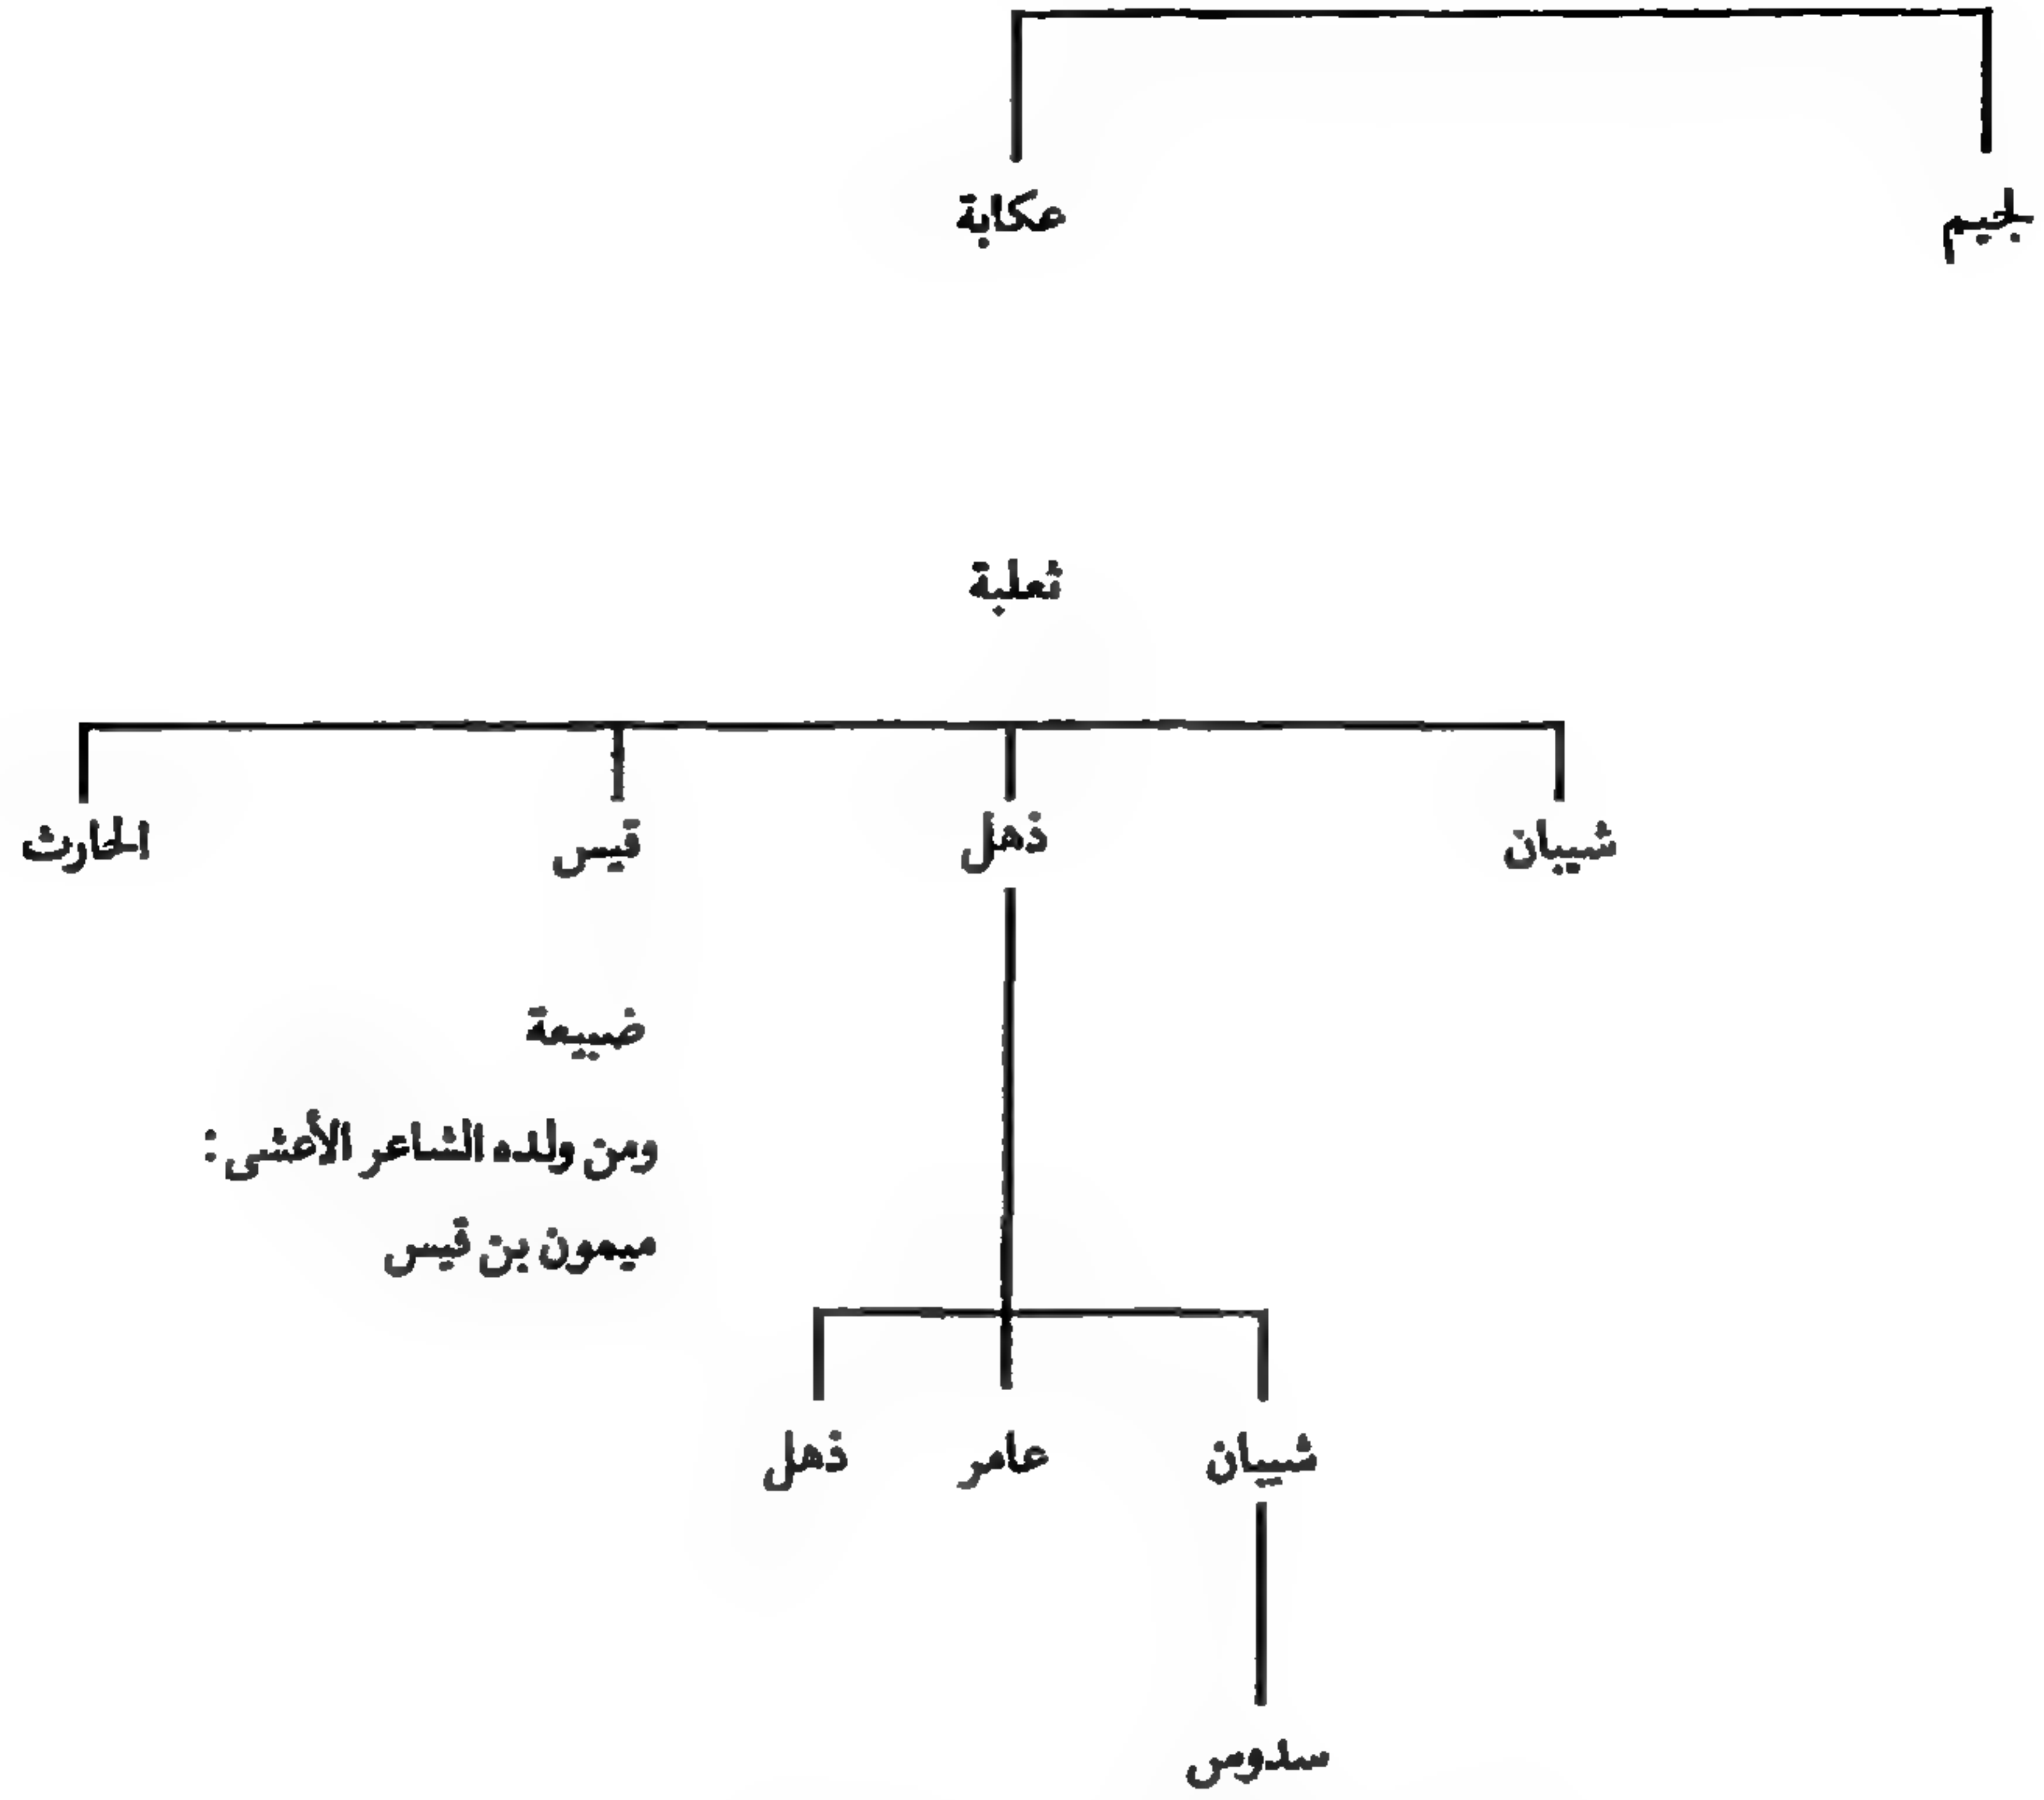 لجيم
عكابة
ثعلبة
شيبان
ذهل
قيس
الحارث
ضبيعة
ومن ولده الشاعر الأعشى :
ميمون بن قيس
شيبان
عامر
ذهل
سدوس